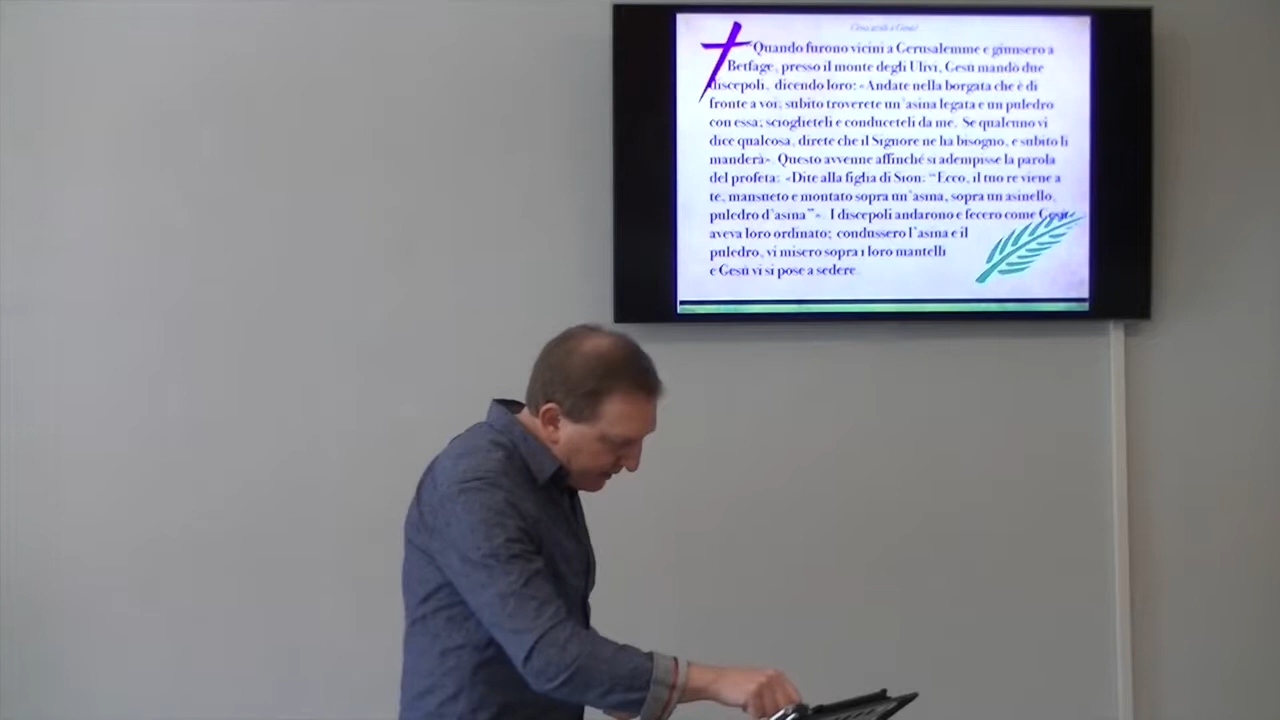 Quando furono vicini a Gerusalemme e giunsero a
Betfage, presso il monte degli Ulivi, Gesù mandò due
discepoli, dicendo loro: «Andate nella borgata che è di
fronte a voi; subito troverete un'asina legata e un puledro
con essa; scioglieteli e conduceteli da me. Se qualcuno vi
dice qualcosa, direte che il Signore ne ha bisogno, e subito li
manderà». Questo avvenne affinché si adempisse la parola
del profeta: «Dite alla figlia di Sion: “Ecco, il tuo re viene a
te, mansueto e montato sopra un'asina, sopra un asinello,
puledro d'asina”». I discepoli andarono e fecero come Gesù
aveva loro ordinato; condussero l'asina e il
puledro, vi misero sopra i loro mantelli
e Gesù vi si pose a sedere.